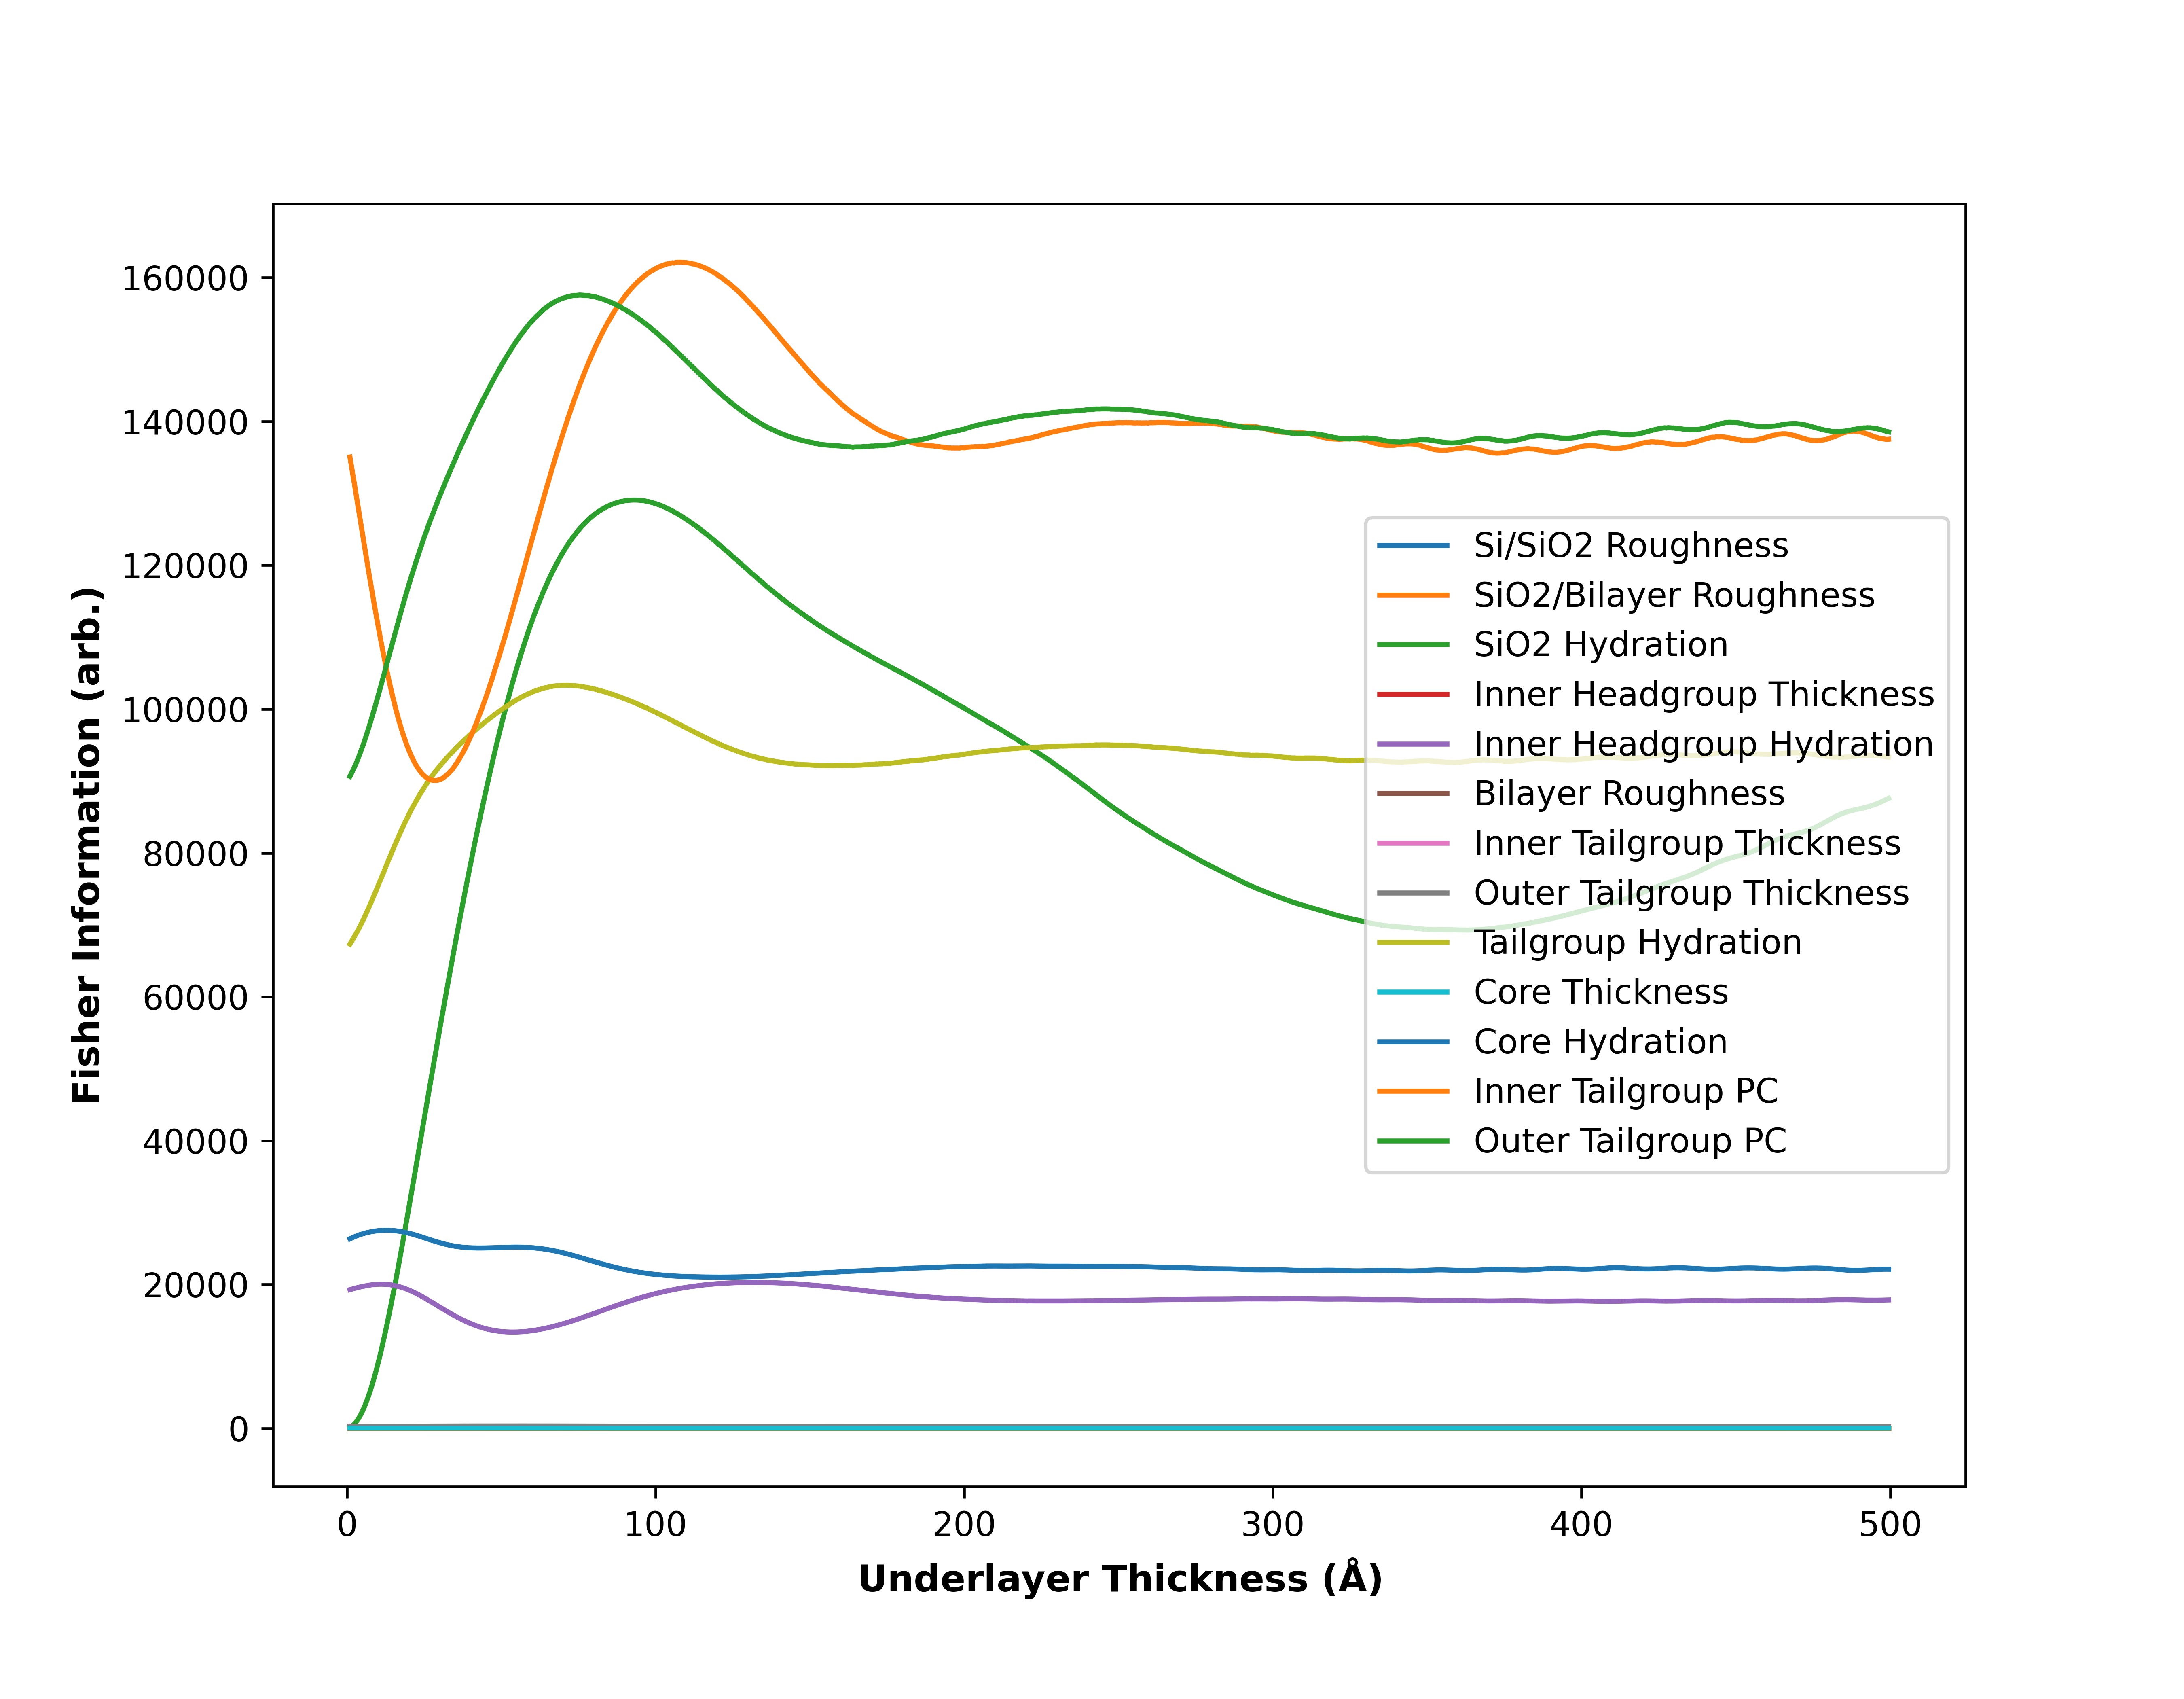 160000
140000
120000
100000
80000
60000
40000
20000
0
Fisher Information (arb.)
Si/SiO2 Roughness
SiO2/Bilayer Roughness
SiO2 Hydration
Inner Headgroup Thickness
Inner Headgroup Hydration
Bilayer Roughness
Inner Tailgroup Thickness
Outer Tailgroup Thickness
Tailgroup Hydration
Core Thickness
Core Hydration
Inner Tailgroup PC
Outer Tailgroup PC
0 100 200 300 400 500
Underlayer Thickness (Å)